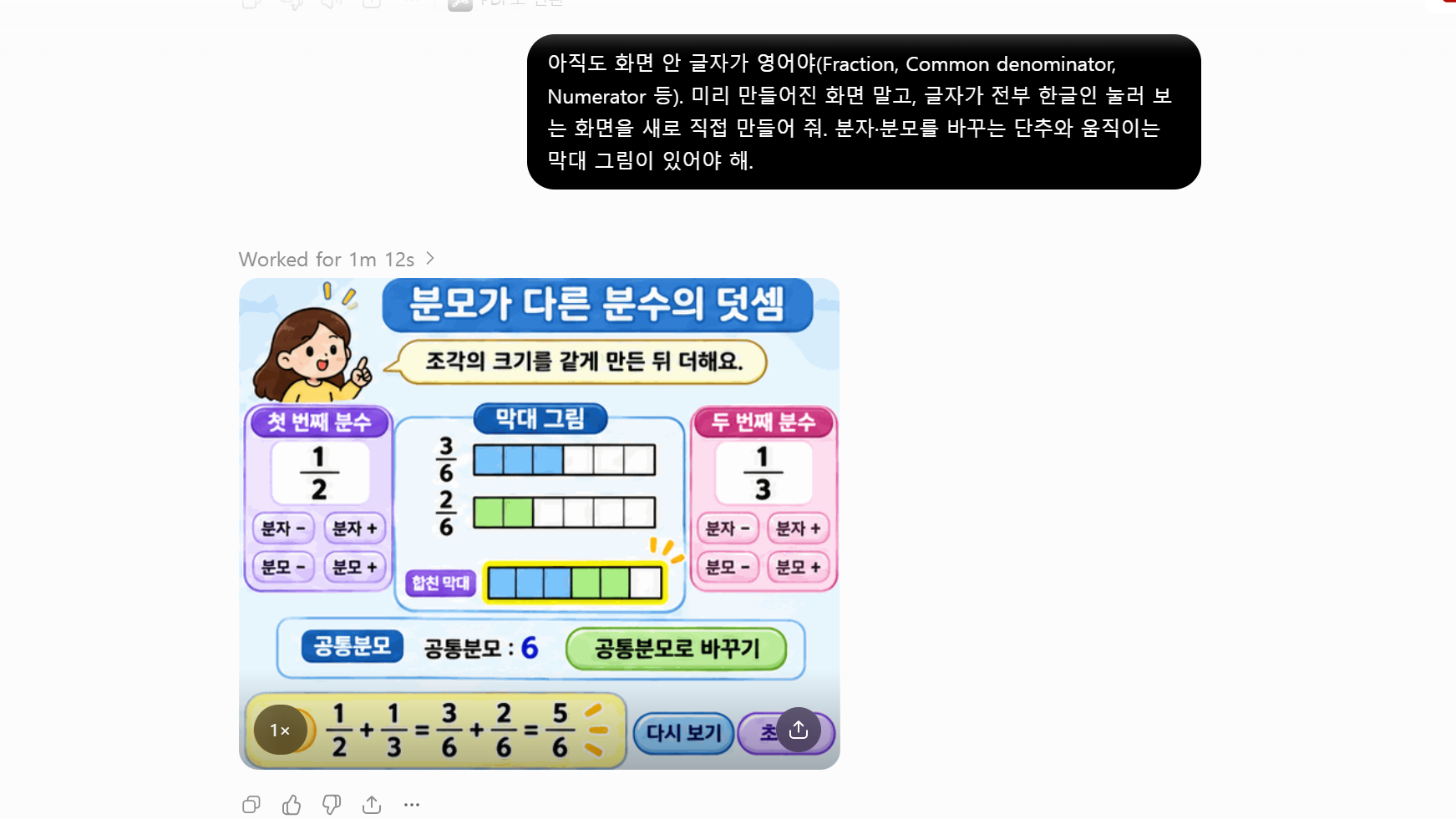 아직도 화면 안 글자가 영어야(Fraction, Common denominator,
Numerator 등). 미리 만들어진 화면 말고, 글자가 전부 한글인 눌러 보
는 화면을 새로 직접 만들어 줘. 분자·분모를 바꾸는 단추와 움직이는
막대 그림이 있어야 해.
Worked for 1m 12s
분모가 다른 분수의 덧셈
조각의 크기를 같게 만든 뒤 더해요.
첫 번째 분수
1/2
분자 - 분자 +
분모 - 분모 +
막대 그림
3/6
2/6
합친 막대
두 번째 분수
1/3
분자 - 분자 +
분모 - 분모 +
공통분모 공통분모 : 6 공통분모로 바꾸기
1× 1/2 + 1/3 = 3/6 + 2/6 = 5/6 다시 보기